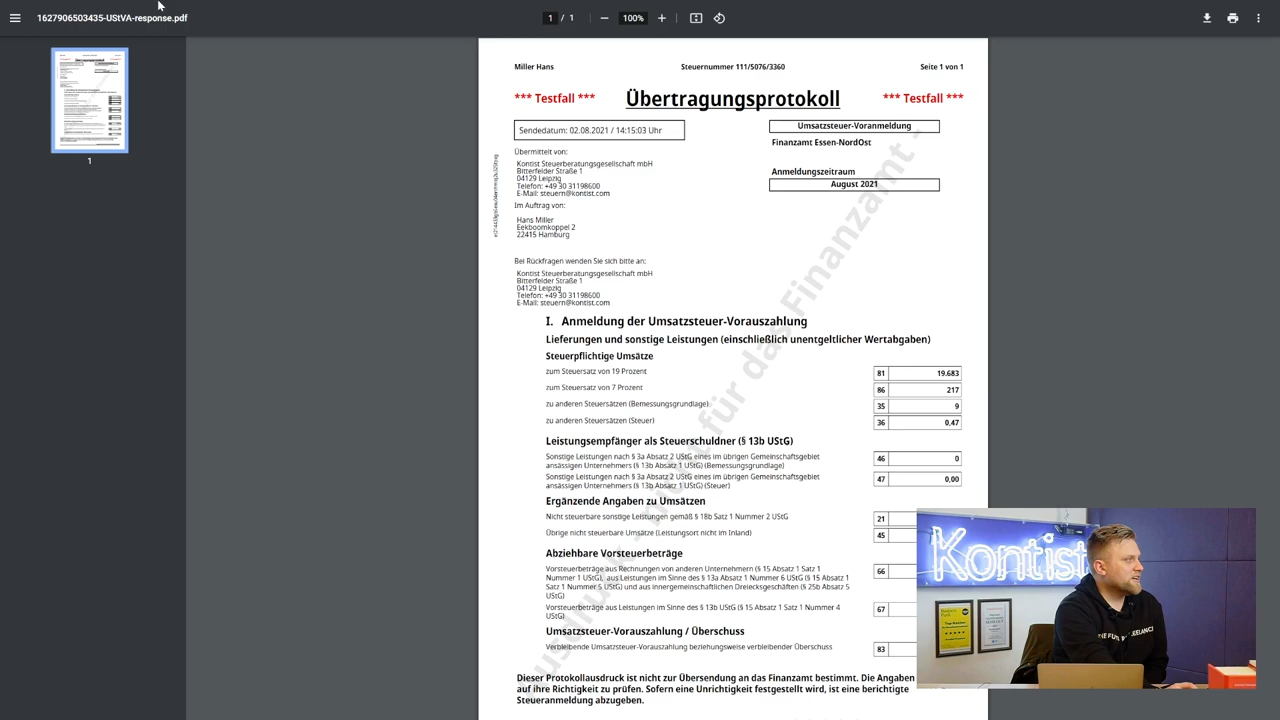 1627906503435-UStVA-response.pdf
1 / 1
100%
1
Miller Hans
Steuernummer 111/5076/3360
Seite 1 von 1
*** Testfall ***
Übertragungsprotokoll
*** Testfall ***
Sendedatum: 02.08.2021 / 14:15:03 Uhr
Umsatzsteuer-Voranmeldung
Finanzamt Essen-NordOst
Anmeldungszeitraum
August 2021
Übermittelt von:
Kontist Steuerberatungsgesellschaft mbH
Bitterfelder Straße 1
04129 Leipzig
Telefon: +49 30 31198600
E-Mail: steuern@kontist.com
Im Auftrag von:
Hans Miller
Eekboomkoppel 2
22415 Hamburg
Bei Rückfragen wenden Sie sich bitte an:
Kontist Steuerberatungsgesellschaft mbH
Bitterfelder Straße 1
04129 Leipzig
Telefon: +49 30 31198600
E-Mail: steuern@kontist.com
I. Anmeldung der Umsatzsteuer-Vorauszahlung
Lieferungen und sonstige Leistungen (einschließlich unentgeltlicher Wertabgaben)
Steuerpflichtige Umsätze
zum Steuersatz von 19 Prozent 81 19.683
zum Steuersatz von 7 Prozent 86 217
zu anderen Steuersätzen (Bemessungsgrundlage) 35 9
zu anderen Steuersätzen (Steuer) 36 0,47
Leistungsempfänger als Steuerschuldner (§ 13b UStG)
Sonstige Leistungen nach § 3a Absatz 2 UStG eines im übrigen Gemeinschaftsgebiet
ansässigen Unternehmers (§ 13b Absatz 1 UStG) (Bemessungsgrundlage) 46 0
Sonstige Leistungen nach § 3a Absatz 2 UStG eines im übrigen Gemeinschaftsgebiet
ansässigen Unternehmers (§ 13b Absatz 1 UStG) (Steuer) 47 0,00
Ergänzende Angaben zu Umsätzen
Nicht steuerbare sonstige Leistungen gemäß § 18b Satz 1 Nummer 2 UStG 21
Übrige nicht steuerbare Umsätze (Leistungsort nicht im Inland) 45
Abziehbare Vorsteuerbeträge
Vorsteuerbeträge aus Rechnungen von anderen Unternehmern (§ 15 Absatz 1 Satz 1
Nummer 1 UStG), aus Leistungen im Sinne des § 13a Absatz 1 Nummer 6 UStG (§ 15 Absatz 1
Satz 1 Nummer 5 UStG) und aus innergemeinschaftlichen Dreiecksgeschäften (§ 25b Absatz 5
UStG) 66
Vorsteuerbeträge aus Leistungen im Sinne des § 13b UStG (§ 15 Absatz 1 Satz 1 Nummer 4
UStG) 67
Umsatzsteuer-Vorauszahlung / Überschuss
Verbleibende Umsatzsteuer-Vorauszahlung beziehungsweise verbleibender Überschuss 83
Dieser Protokollausdruck ist nicht zur Übersendung an das Finanzamt bestimmt. Die Angaben
auf ihre Richtigkeit zu prüfen. Sofern eine Unrichtigkeit festgestellt wird, ist eine berichtigte
Steueranmeldung abzugeben.
usdruck - nicht für das Finanzamt -
Kontist